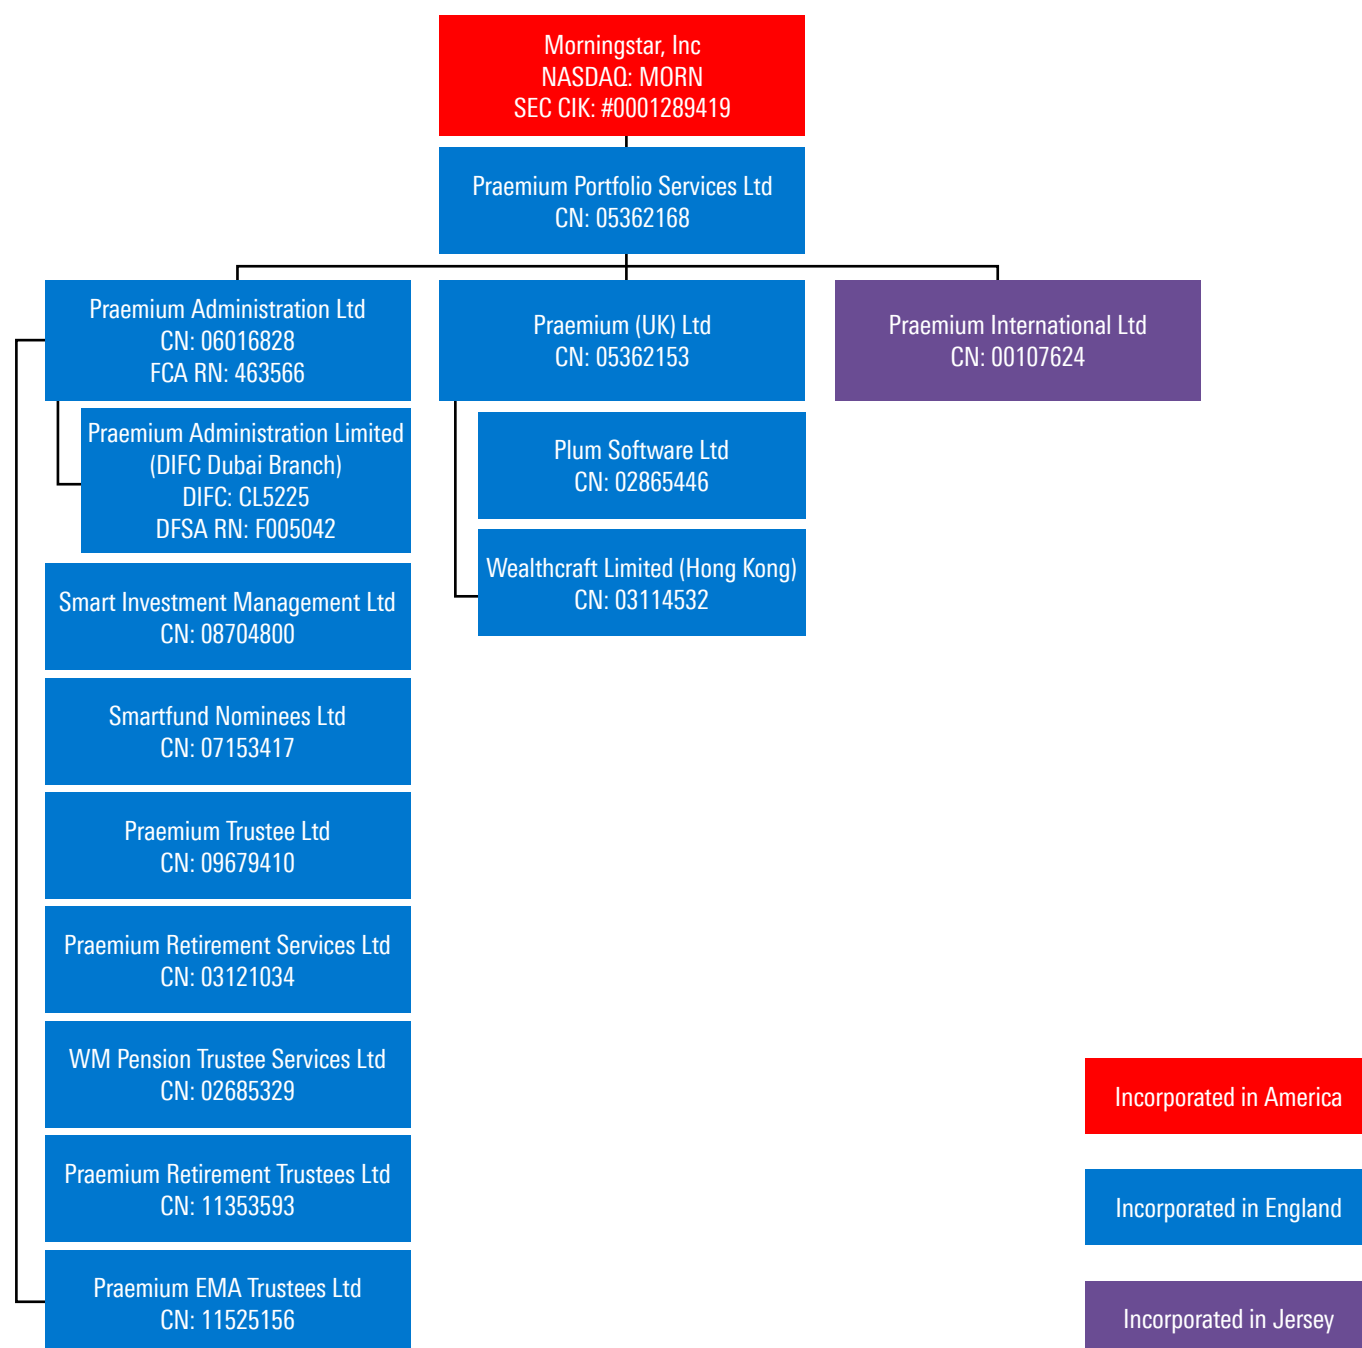 Morningstar, Inc
NASDAQ: MORN
SEC CIK: #0001289419
Praemium Portfolio Services Ltd
CN: 05362168
Praemium Administration Ltd
CN: 06016828
FCA RN: 463566
Praemium (UK) Ltd
CN: 05362153
Praemium International Ltd
CN: 00107624
Praemium Administration Limited
(DIFC Dubai Branch)
DIFC: CL5225
DFSA RN: F005042
Plum Software Ltd
CN: 02865446
Wealthcraft Limited (Hong Kong)
CN: 03114532
Smart Investment Management Ltd
CN: 08704800
Smartfund Nominees Ltd
CN: 07153417
Praemium Trustee Ltd
CN: 09679410
Praemium Retirement Services Ltd
CN: 03121034
WM Pension Trustee Services Ltd
CN: 02685329
Praemium Retirement Trustees Ltd
CN: 11353593
Praemium EMA Trustees Ltd
CN: 11525156
Incorporated in America
Incorporated in England
Incorporated in Jersey